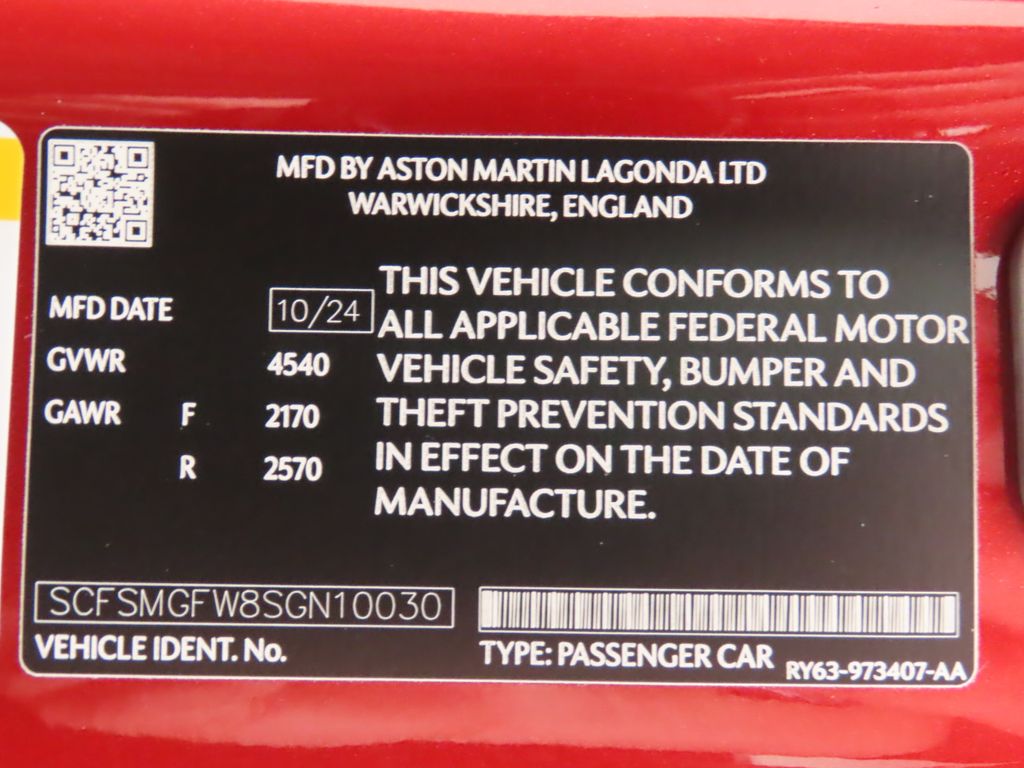 MFD BY ASTON MARTIN LAGONDA LTD
WARWICKSHIRE, ENGLAND
MFD DATE 10/24
GVWR 4540
GAWR F 2170
R 2570
THIS VEHICLE CONFORMS TO
ALL APPLICABLE FEDERAL MOTOR
VEHICLE SAFETY, BUMPER AND
THEFT PREVENTION STANDARDS
IN EFFECT ON THE DATE OF
MANUFACTURE.
SCFSMGFW8SGN10030
VEHICLE IDENT. No.
TYPE: PASSENGER CAR
RY63-973407-AA